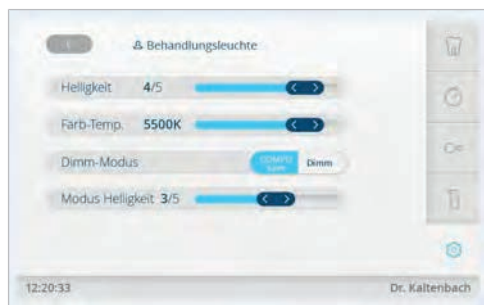 Behandlungsleuchte
Helligkeit 4/5
Farb-Temp. 5500K
Dimm-Modus COMPO Dimm
Modus Helligkeit 3/5
12:20:33 Dr. Kaltenbach